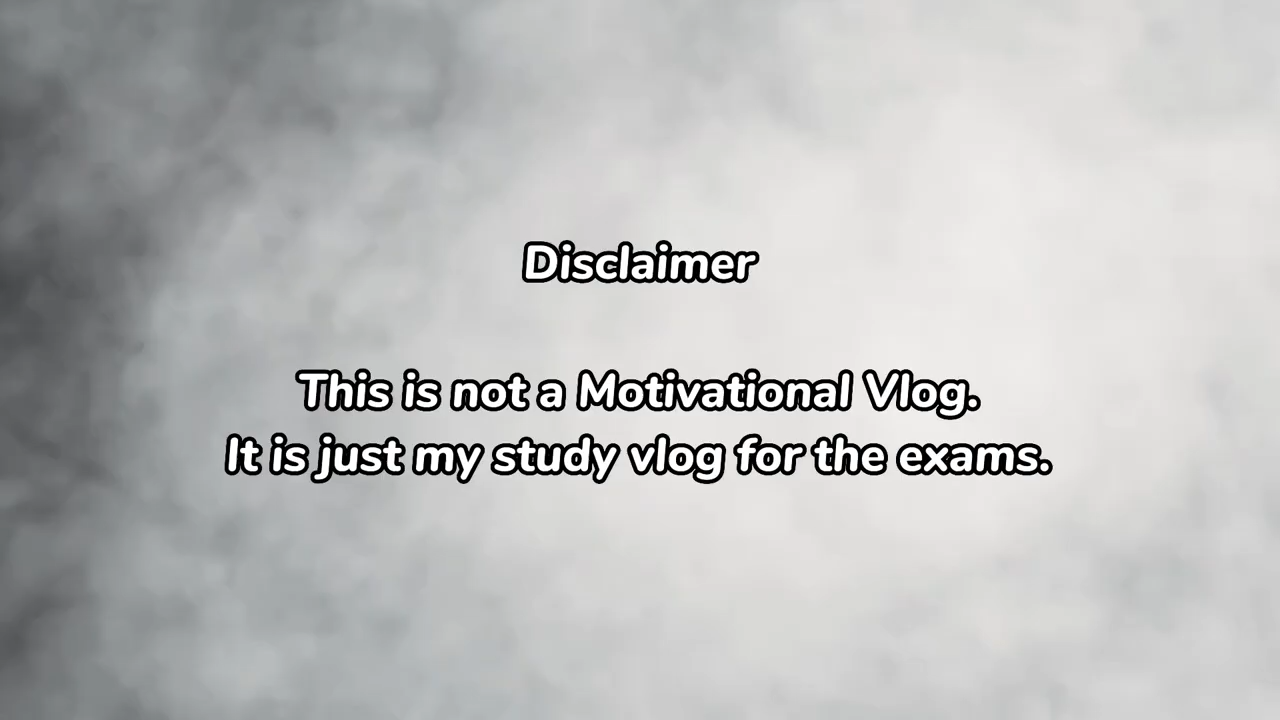 Disclaimer
This is not a Motivational Vlog.
It is just my study vlog for the exams.